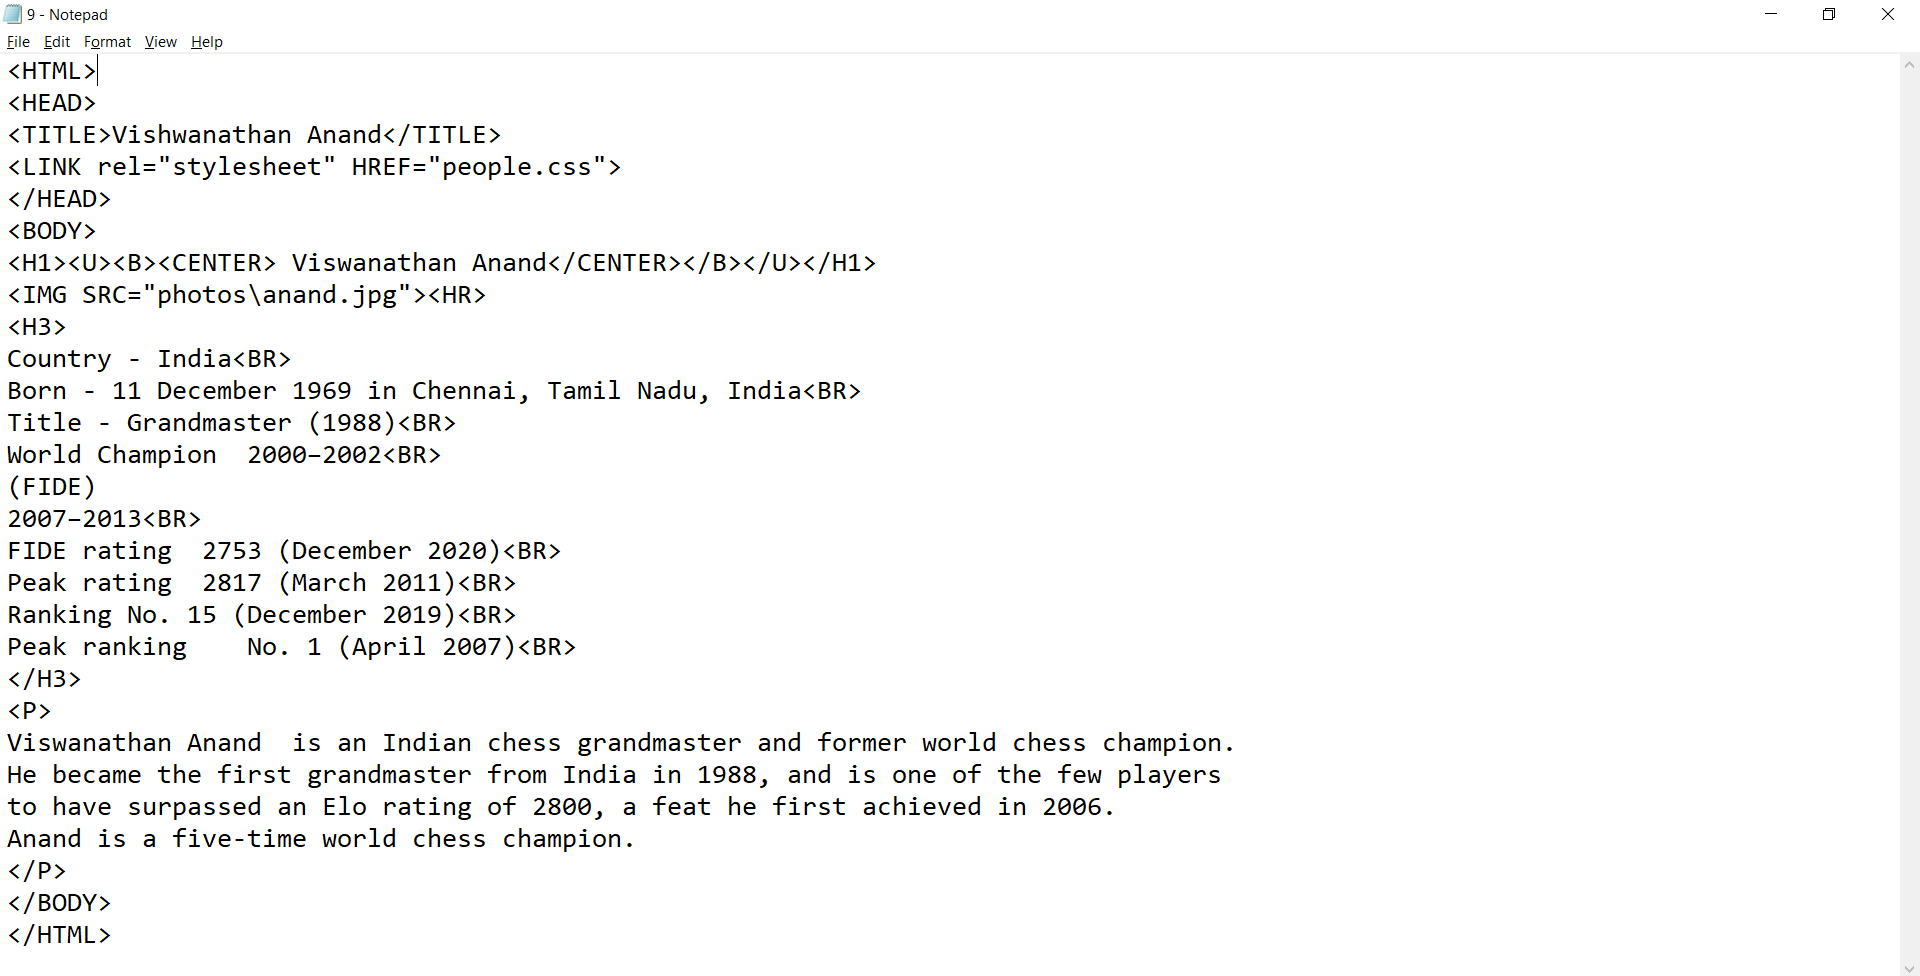 9 - Notepad
File Edit Format View Help
<HTML>
<HEAD>
<TITLE>Vishwanathan Anand</TITLE>
<LINK rel="stylesheet" HREF="people.css">
</HEAD>
<BODY>
<H1><U><B><CENTER> Viswanathan Anand</CENTER></B></U></H1>
<IMG SRC="photos\anand.jpg"><HR>
<H3>
Country - India<BR>
Born - 11 December 1969 in Chennai, Tamil Nadu, India<BR>
Title - Grandmaster (1988)<BR>
World Champion  2000–2002<BR>
(FIDE)
2007–2013<BR>
FIDE rating  2753 (December 2020)<BR>
Peak rating  2817 (March 2011)<BR>
Ranking No. 15 (December 2019)<BR>
Peak ranking    No. 1 (April 2007)<BR>
</H3>
<P>
Viswanathan Anand  is an Indian chess grandmaster and former world chess champion.
He became the first grandmaster from India in 1988, and is one of the few players
to have surpassed an Elo rating of 2800, a feat he first achieved in 2006.
Anand is a five-time world chess champion.
</P>
</BODY>
</HTML>